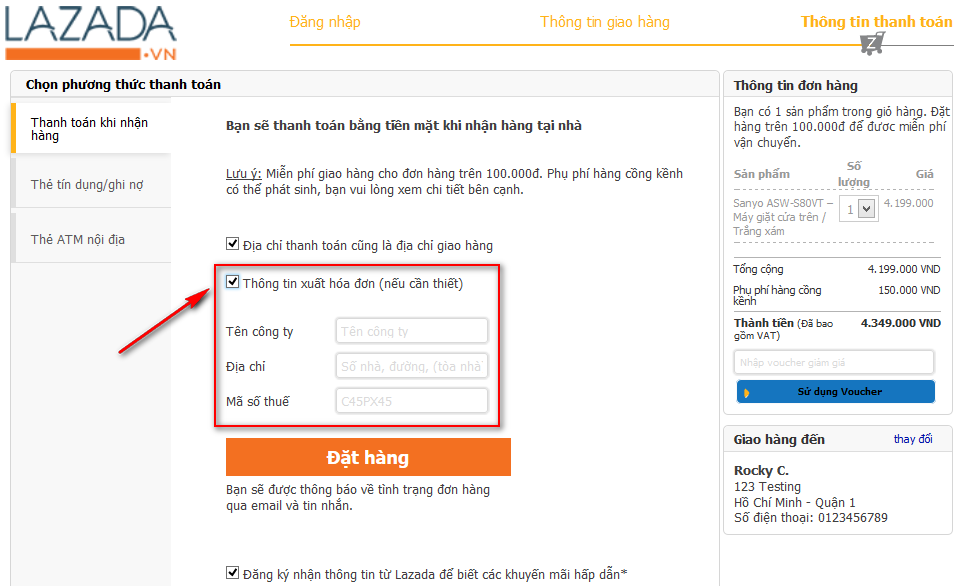 LAZADA
.VN
Đăng nhập
Thông tin giao hàng
Thông tin thanh toán
Chọn phương thức thanh toán
Thanh toán khi nhận
hàng
Thẻ tín dụng/ghi nợ
Thẻ ATM nội địa
Bạn sẽ thanh toán bằng tiền mặt khi nhận hàng tại nhà
Lưu ý: Miễn phí giao hàng cho đơn hàng trên 100.000đ. Phụ phí hàng cồng kềnh
có thể phát sinh, bạn vui lòng xem chi tiết bên cạnh.
Địa chỉ thanh toán cũng là địa chỉ giao hàng
Thông tin xuất hóa đơn (nếu cần thiết)
Tên công ty
Tên công ty
Địa chỉ
Số nhà, đường, (tòa nhà
Mã số thuế
C45PX45
Đặt hàng
Bạn sẽ được thông báo về tình trạng đơn hàng
qua email và tin nhắn.
Đăng ký nhận thông tin từ Lazada để biết các khuyến mãi hấp dẫn*
Thông tin đơn hàng
Bạn có 1 sản phẩm trong giỏ hàng. Đặt
hàng trên 100.000đ để được miễn phí
vận chuyển.
Sản phẩm
Số
lượng
Giá
Sanyo ASW-S80VT –
Máy giặt cửa trên /
Trắng xám
1
4.199.000
Tổng cộng
4.199.000 VND
Phụ phí hàng cồng
kềnh
150.000 VND
Thành tiền (Đã bao
gồm VAT)
4.349.000 VND
Nhập voucher giảm giá
Sử dụng Voucher
Giao hàng đến
thay đổi
Rocky C.
123 Testing
Hồ Chí Minh - Quận 1
Số điện thoại: 0123456789